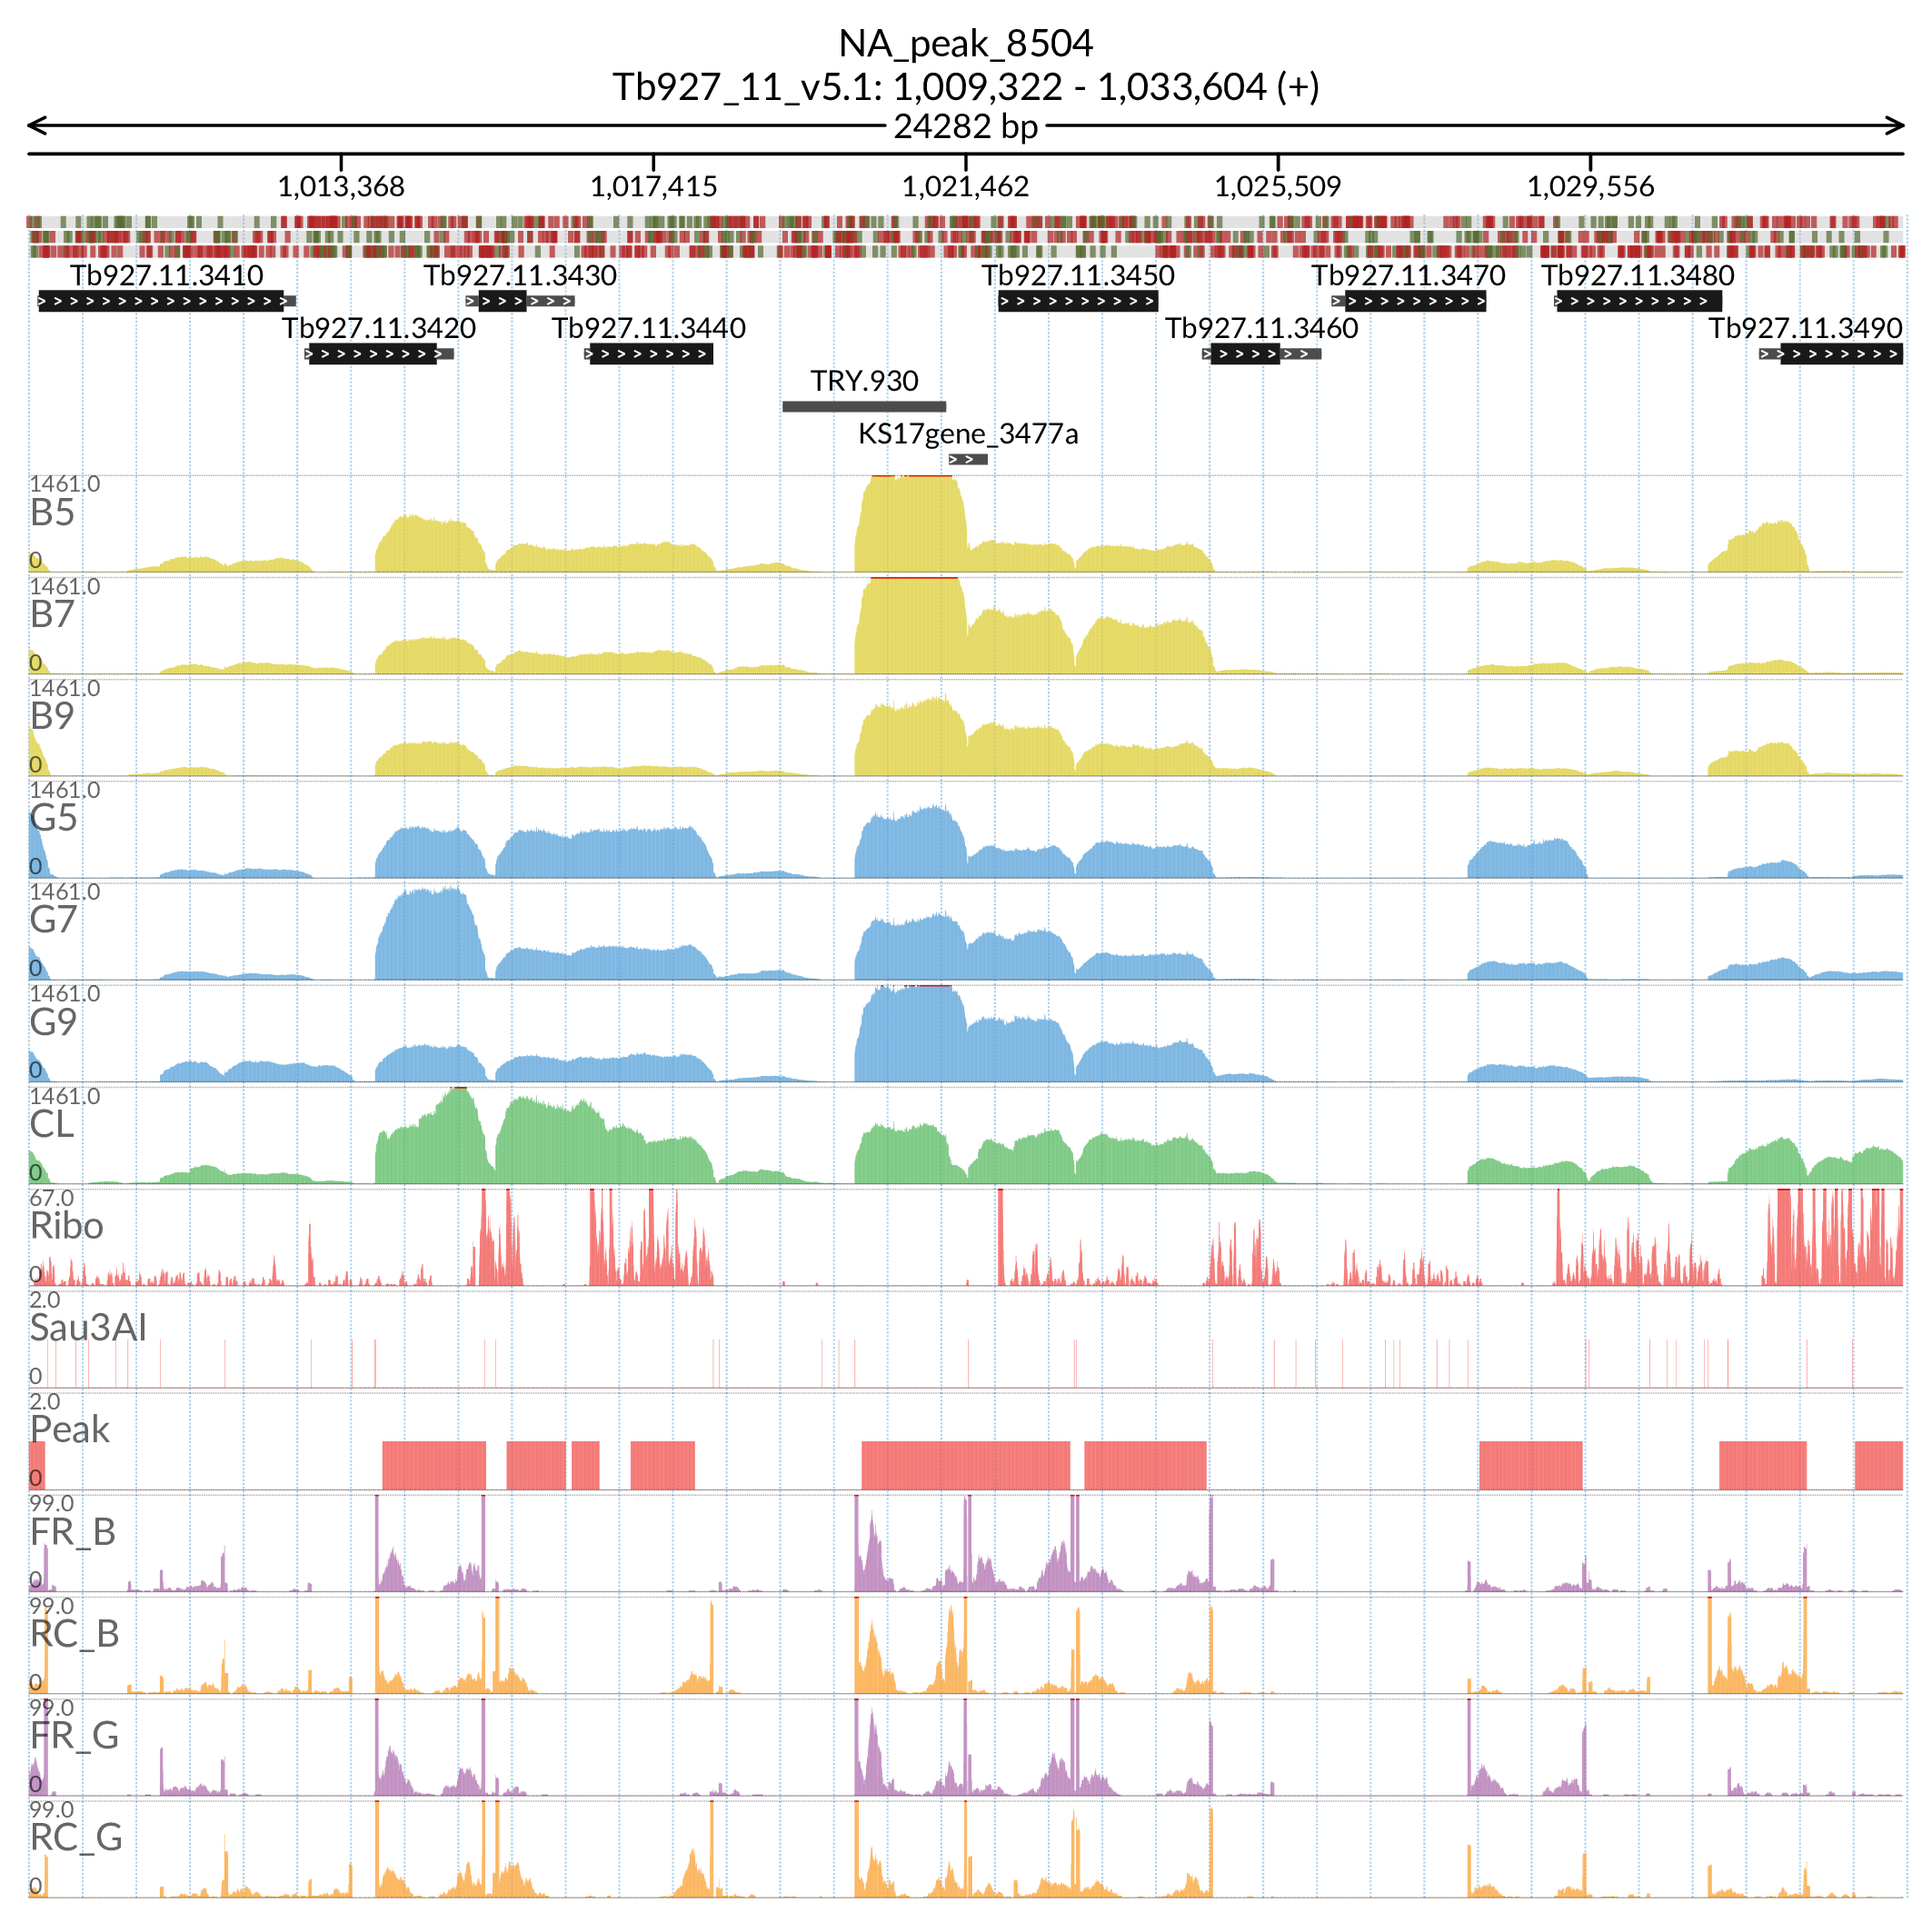 NA_peak_8504
Tb927_11_v5.1: 1,009,322 - 1,033,604 (+)
24282 bp
1,013,368 1,017,415 1,021,462 1,025,509 1,029,556
Tb927.11.3410 Tb927.11.3430 Tb927.11.3450 Tb927.11.3470 Tb927.11.3480
Tb927.11.3420 Tb927.11.3440 Tb927.11.3460 Tb927.11.3490
TRY.930
KS17gene_3477a
1461.0
B5
0
1461.0
B7
0
1461.0
B9
0
1461.0
G5
0
1461.0
G7
0
1461.0
G9
0
1461.0
CL
0
67.0
Ribo
0
2.0
Sau3AI
0
2.0
Peak
0
99.0
FR_B
0
99.0
RC_B
0
99.0
FR_G
0
99.0
RC_G
0